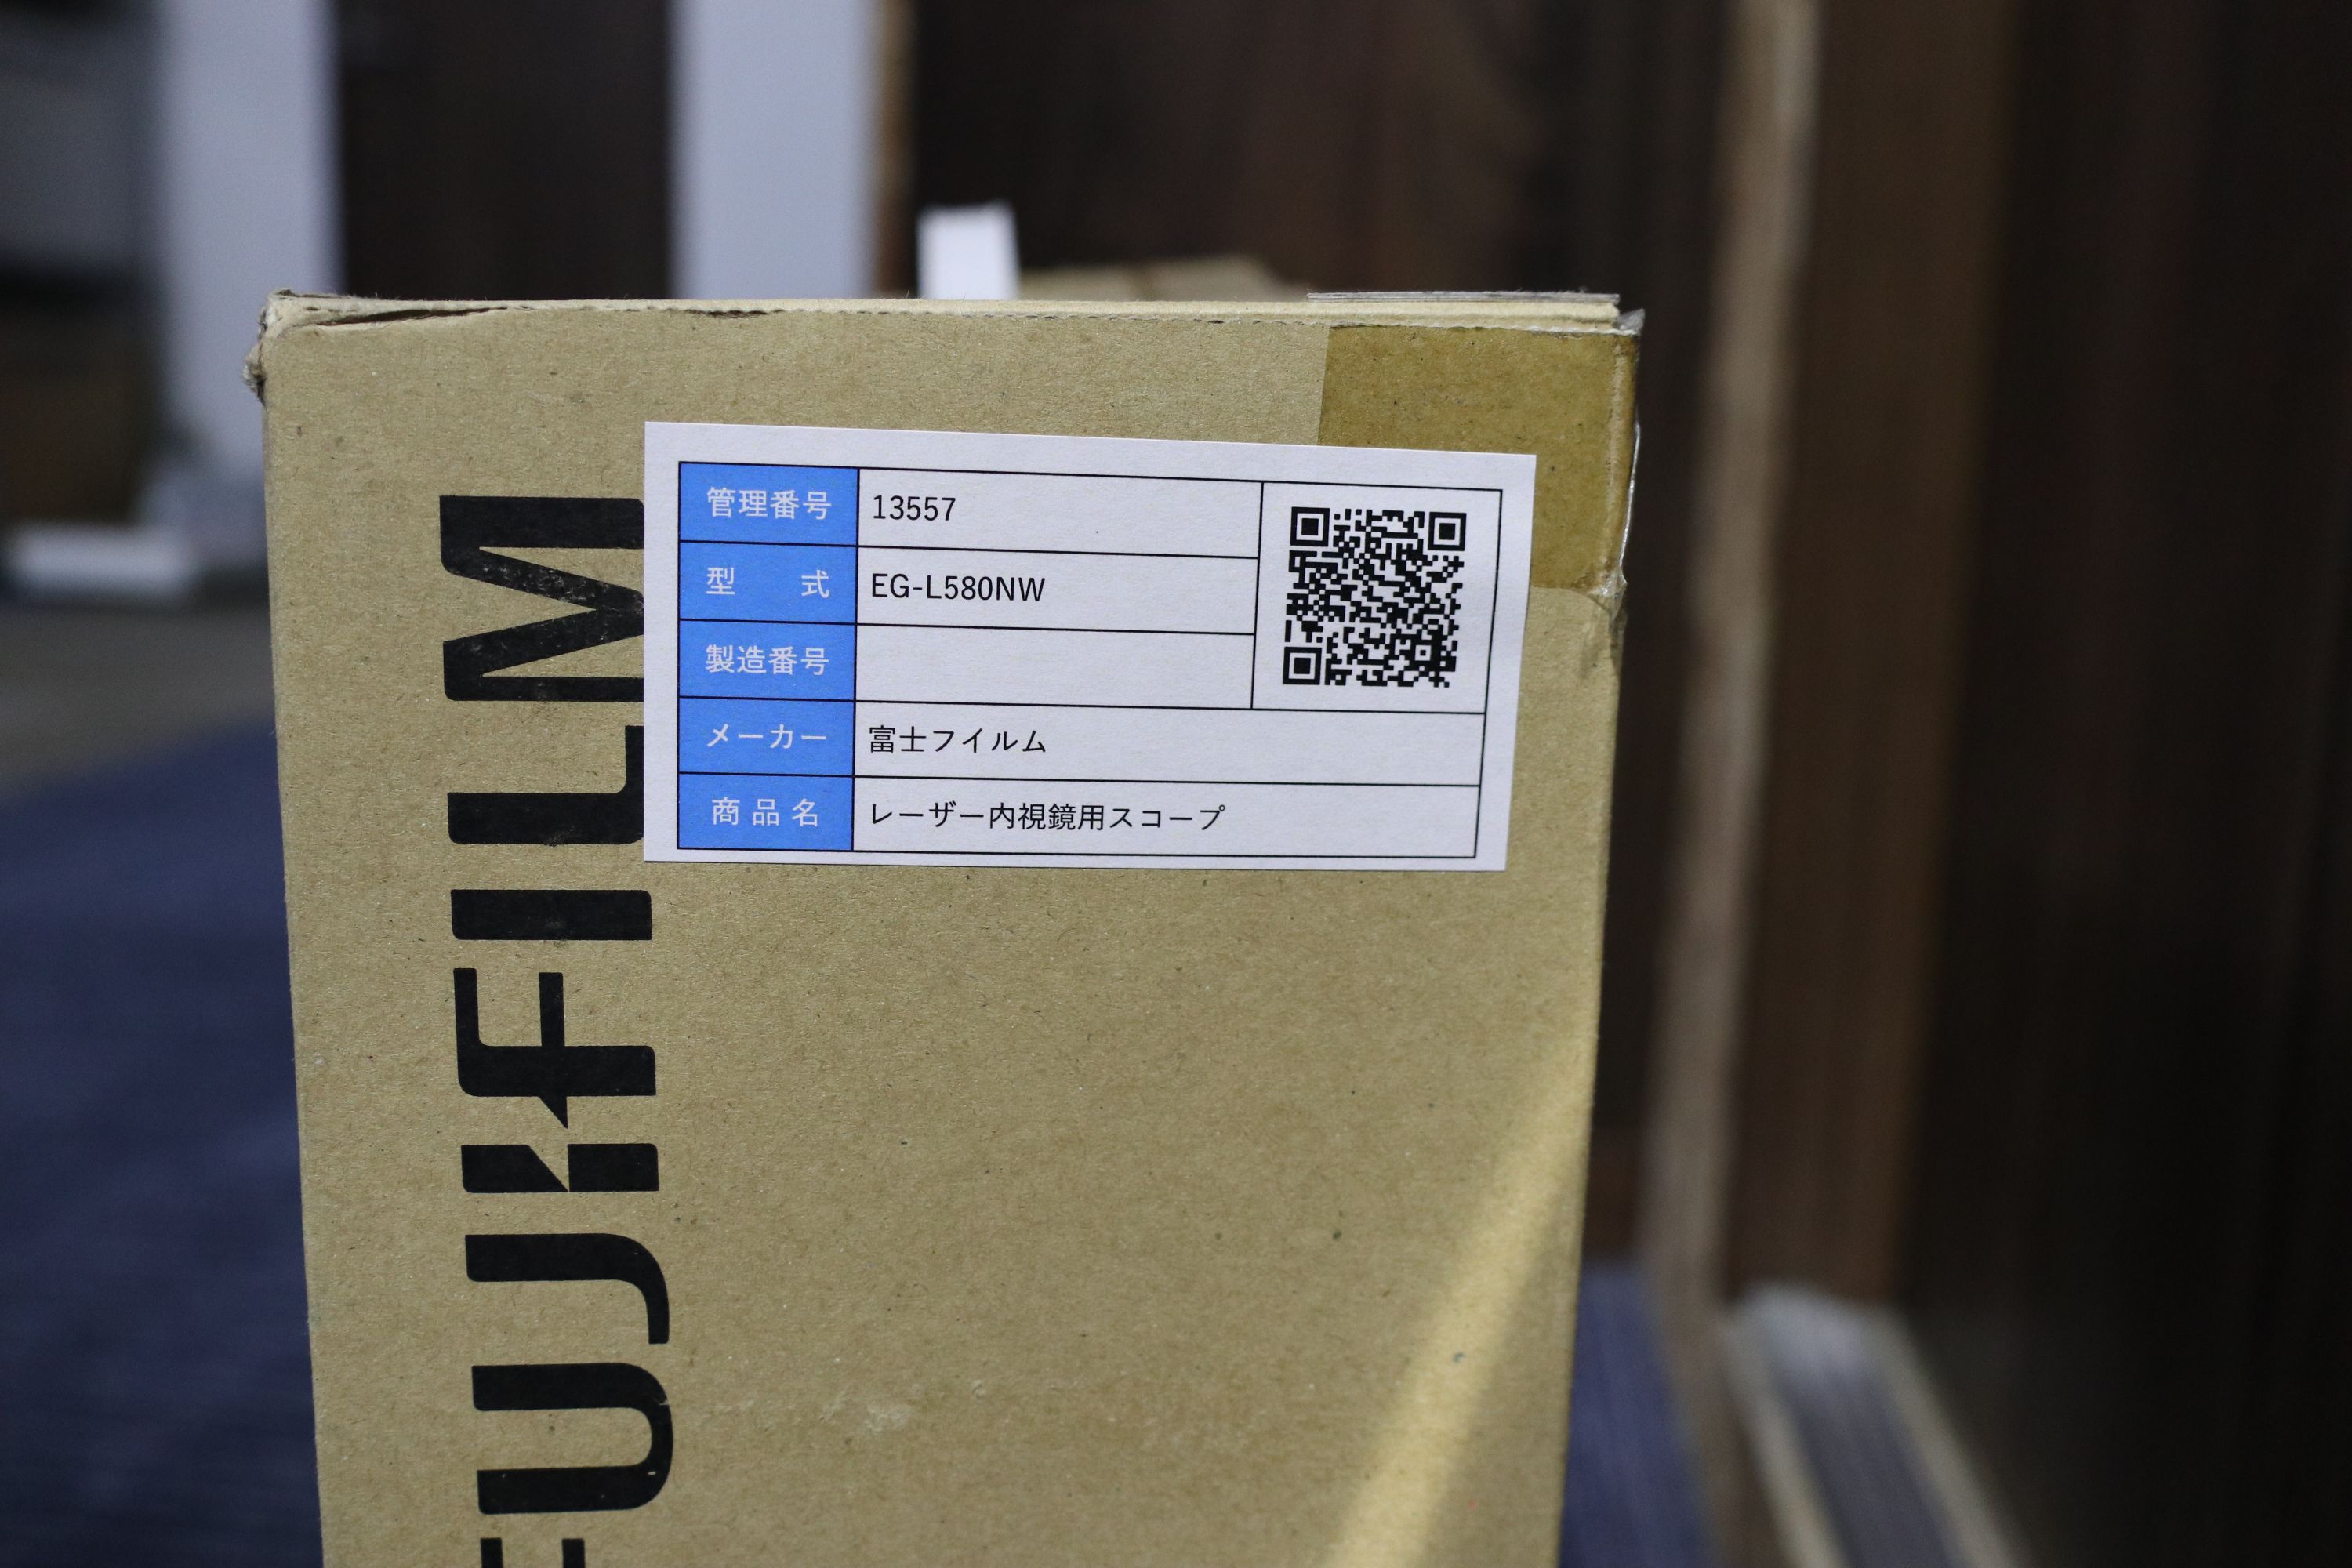 管理番号 13557
型式 EG-L580NW
製造番号
メーカー 富士フイルム
商品名 レーザー内視鏡用スコープ
FUJIFILM